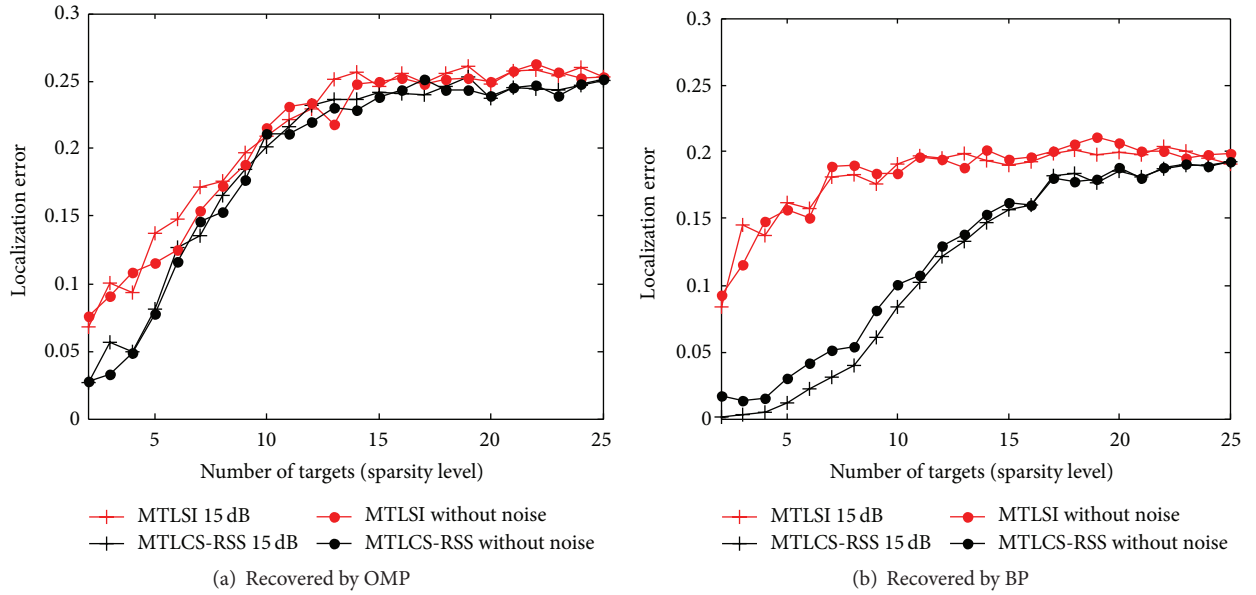 0.3
0.25
0.2
0.15
0.1
0.05
0
Localization error
5 10 15 20 25
Number of targets (sparsity level)
MTLSI 15 dB
MTLSI without noise
MTLCS-RSS 15 dB
MTLCS-RSS without noise
(a) Recovered by OMP
0.3
0.25
0.2
0.15
0.1
0.05
0
Localization error
5 10 15 20 25
Number of targets (sparsity level)
MTLSI 15 dB
MTLSI without noise
MTLCS-RSS 15 dB
MTLCS-RSS without noise
(b) Recovered by BP